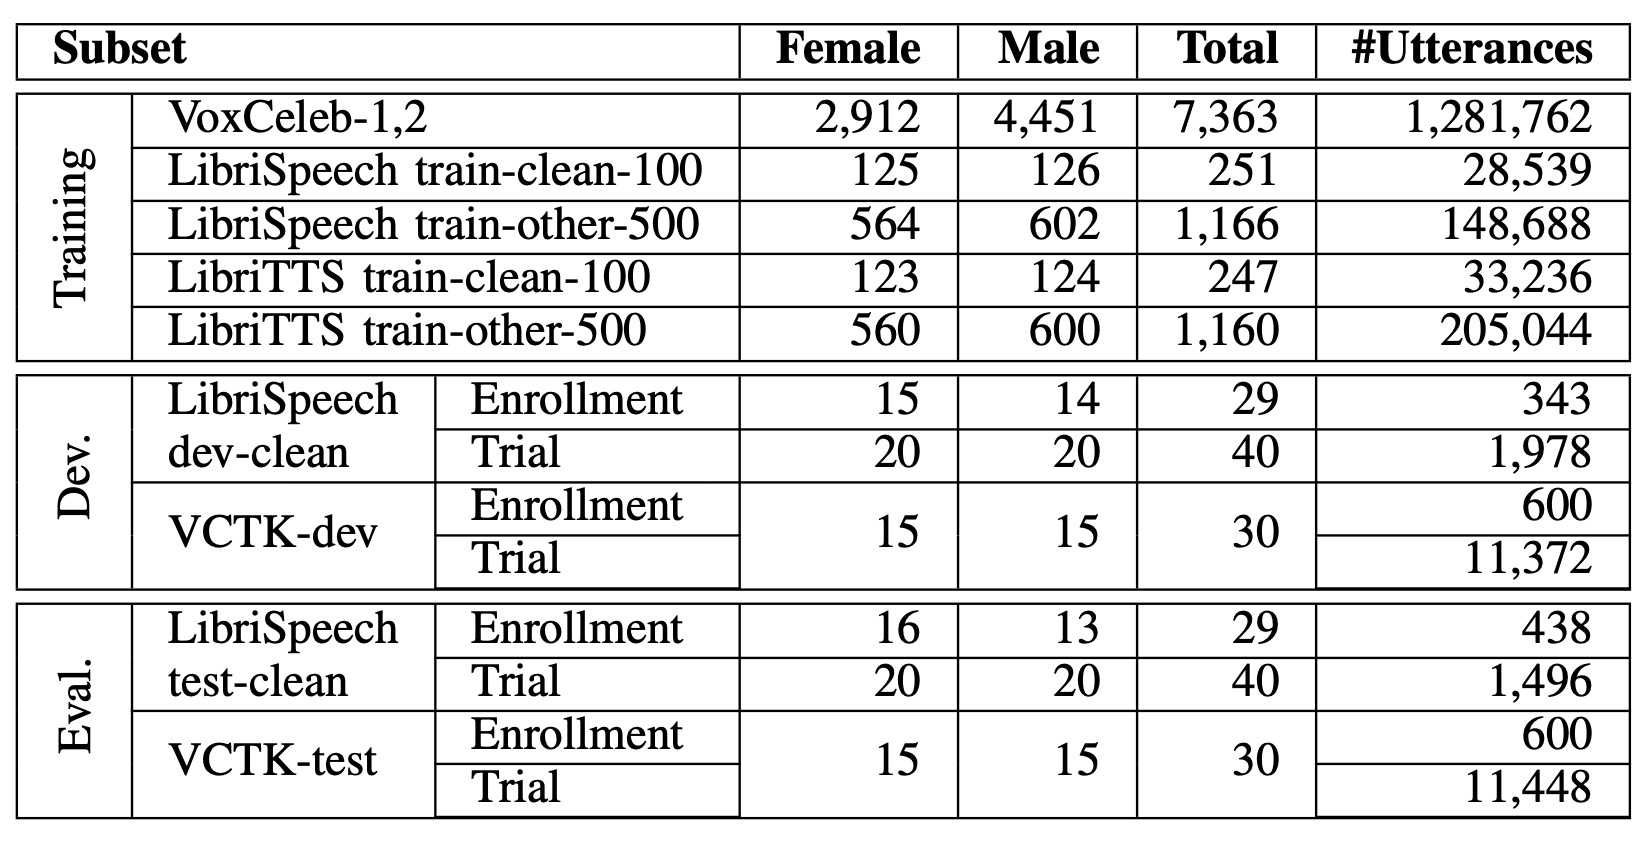 Subset Female Male Total #Utterances
Training
VoxCeleb-1,2 2,912 4,451 7,363 1,281,762
LibriSpeech train-clean-100 125 126 251 28,539
LibriSpeech train-other-500 564 602 1,166 148,688
LibriTTS train-clean-100 123 124 247 33,236
LibriTTS train-other-500 560 600 1,160 205,044
Dev.
LibriSpeech Enrollment 15 14 29 343
dev-clean Trial 20 20 40 1,978
Enrollment 600
VCTK-dev 15 15 30
Trial 11,372
Eval.
LibriSpeech Enrollment 16 13 29 438
test-clean Trial 20 20 40 1,496
Enrollment 600
VCTK-test 15 15 30
Trial 11,448